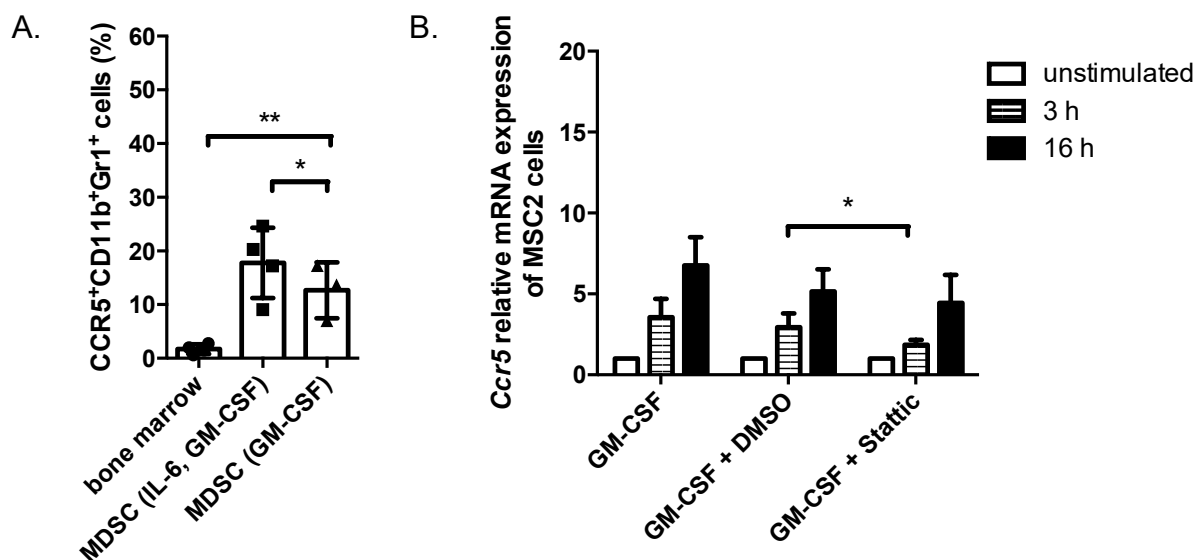 A.
CCR5+CD11b+Gr1+ cells (%)
60
50
40
30
20
10
0
**
*
bone marrow
MDSC (IL-6, GM-CSF)
MDSC (GM-CSF)
B.
Ccr5 relative mRNA expression
of MSC2 cells
20
15
10
5
0
*
GM-CSF
GM-CSF + DMSO
GM-CSF + Stattic
unstimulated
3 h
16 h